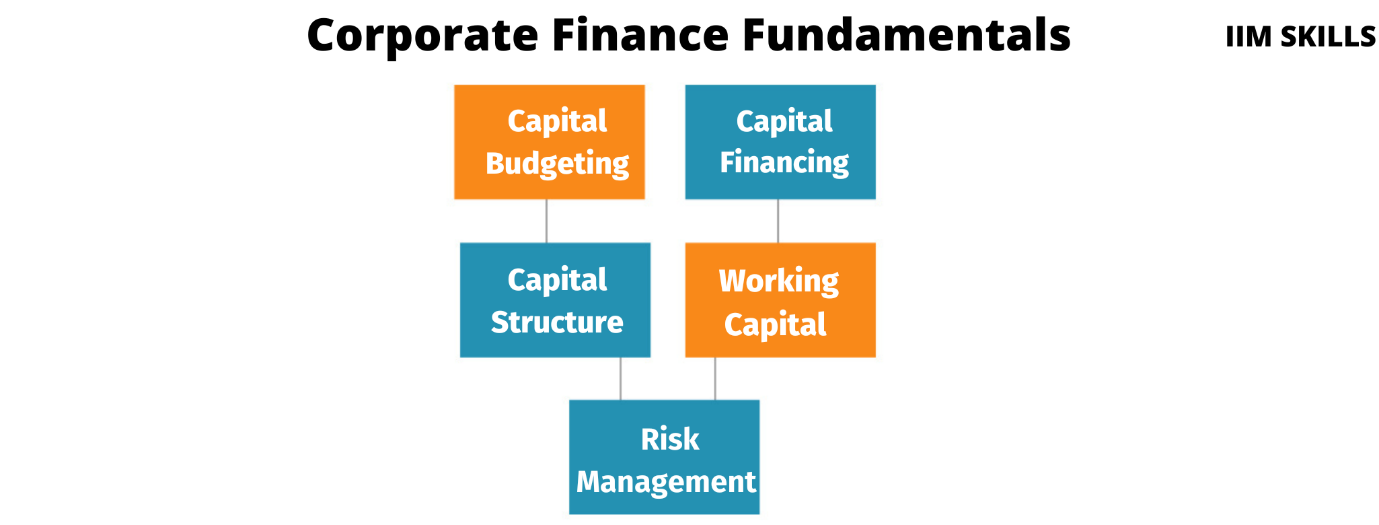 Corporate Finance Fundamentals
IIM SKILLS
Capital
Budgeting
Capital
Financing
Capital
Structure
Working
Capital
Risk
Management